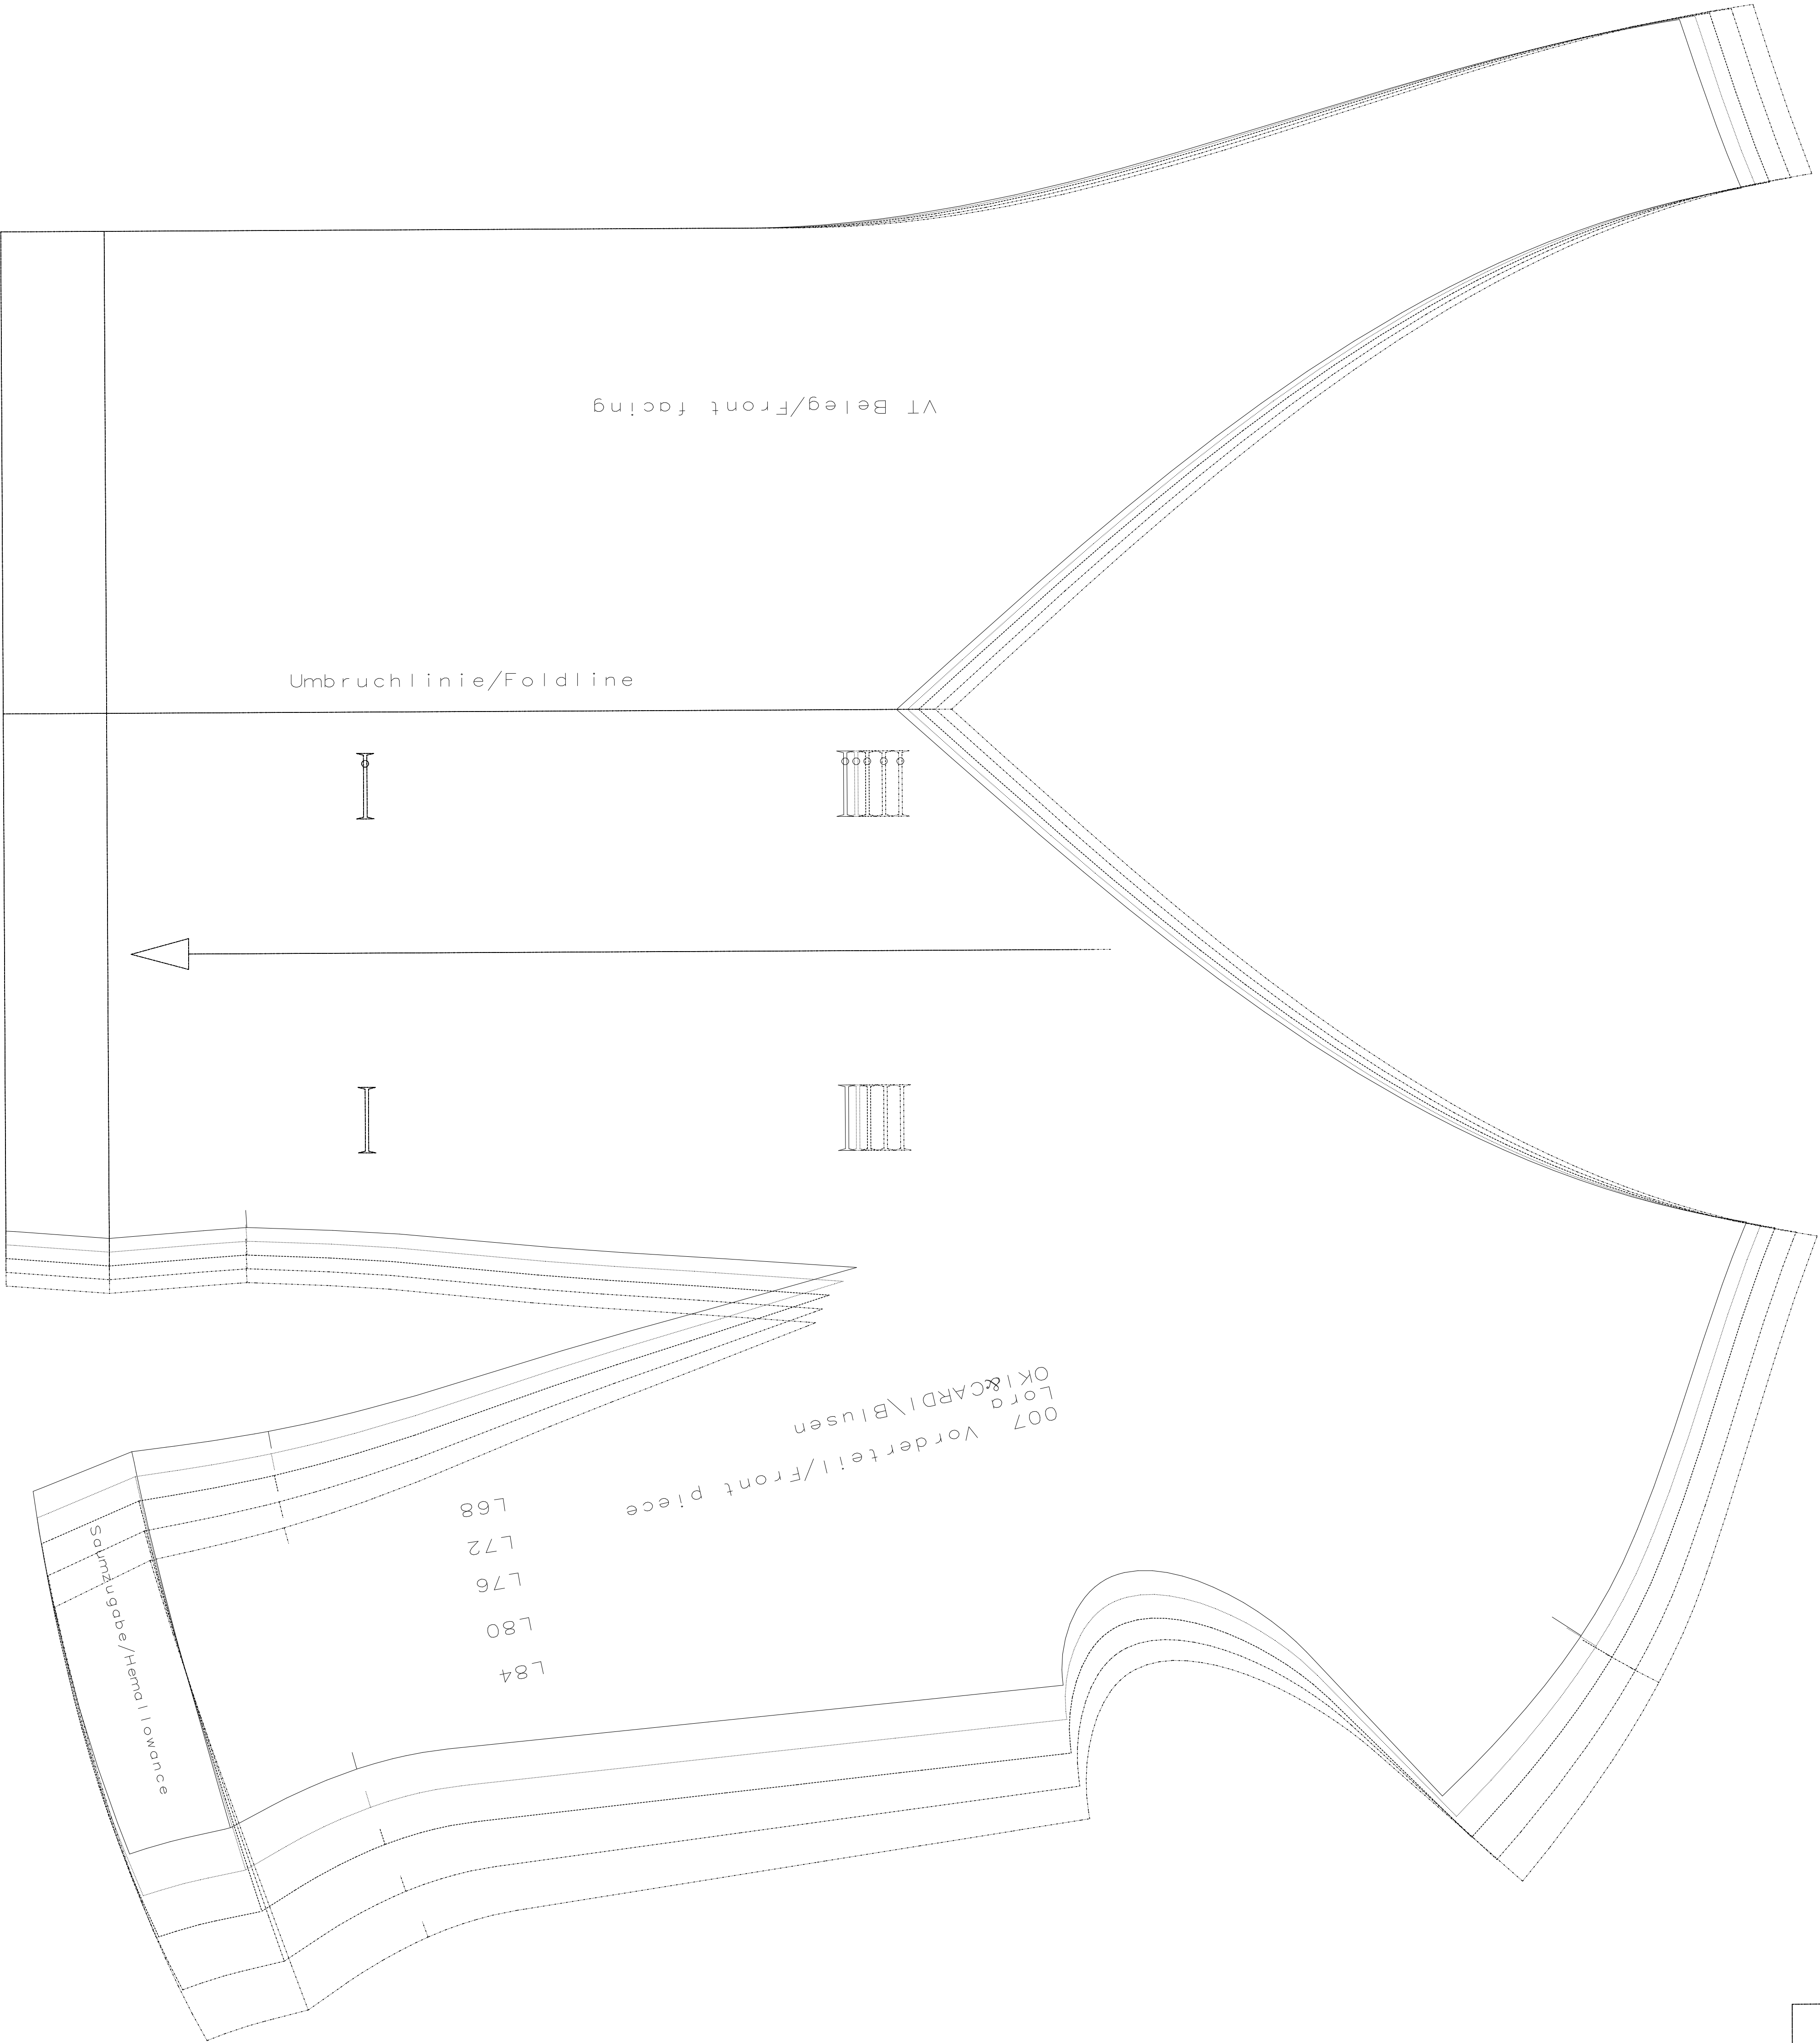 VT Beleg/Front facing
Umbruchlinie/Foldline
OKI&CARDI\Blusen
Lora
007 Vorderteil/Front piece
L68
L72
L76
L80
L84
Saumzugabe/Hemallowance